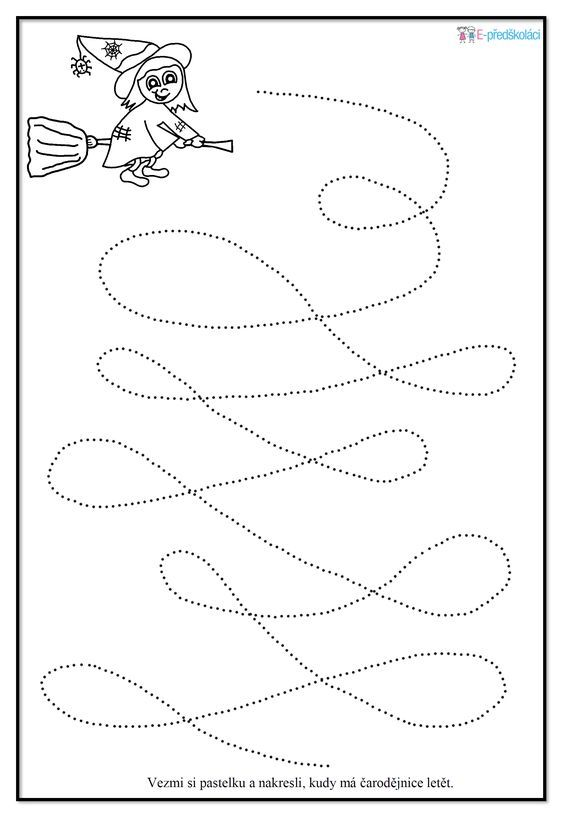 E-předškoláci
Vezmi si pastelku a nakresli, kudy má čarodějnice letět.